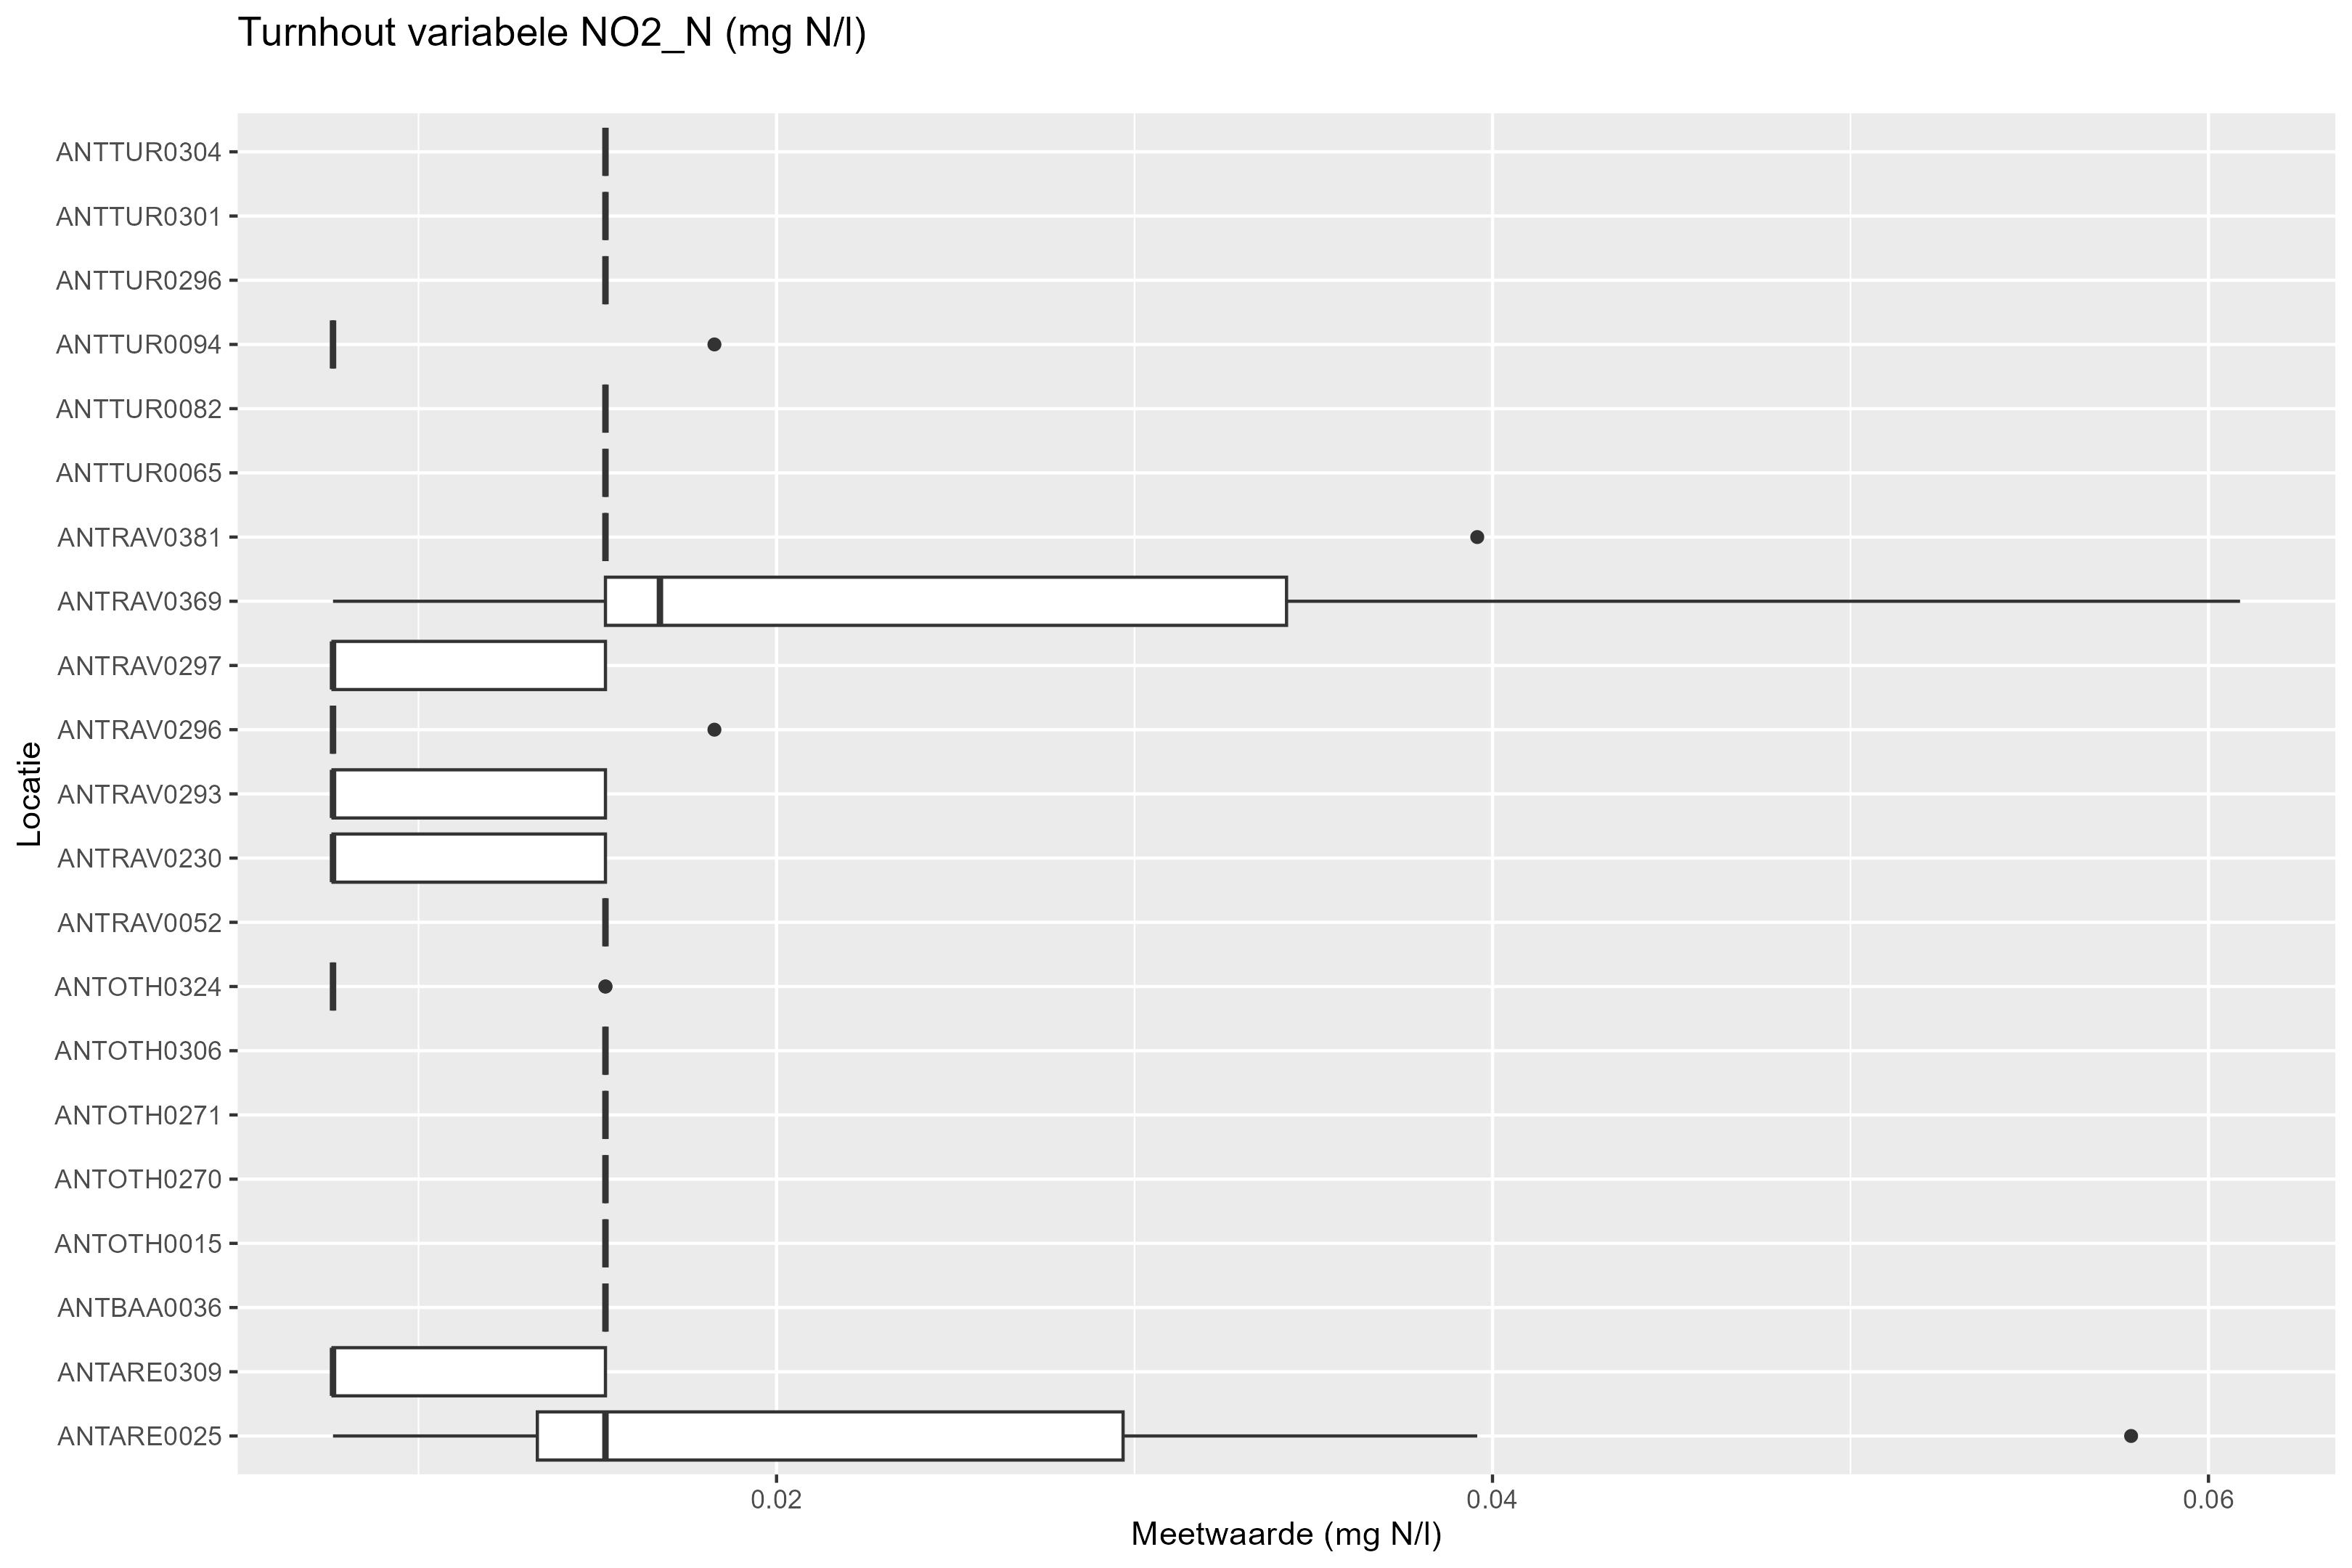 Turnhout variabele NO2_N (mg N/l)
ANTTUR0304
ANTTUR0301
ANTTUR0296
ANTTUR0094
ANTTUR0082
ANTTUR0065
ANTRAV0381
ANTRAV0369
ANTRAV0297
ANTRAV0296
ANTRAV0293
ANTRAV0230
ANTRAV0052
ANTOTH0324
ANTOTH0306
ANTOTH0271
ANTOTH0270
ANTOTH0015
ANTBAA0036
ANTARE0309
ANTARE0025
Locatie
0.02
0.04
0.06
Meetwaarde (mg N/l)